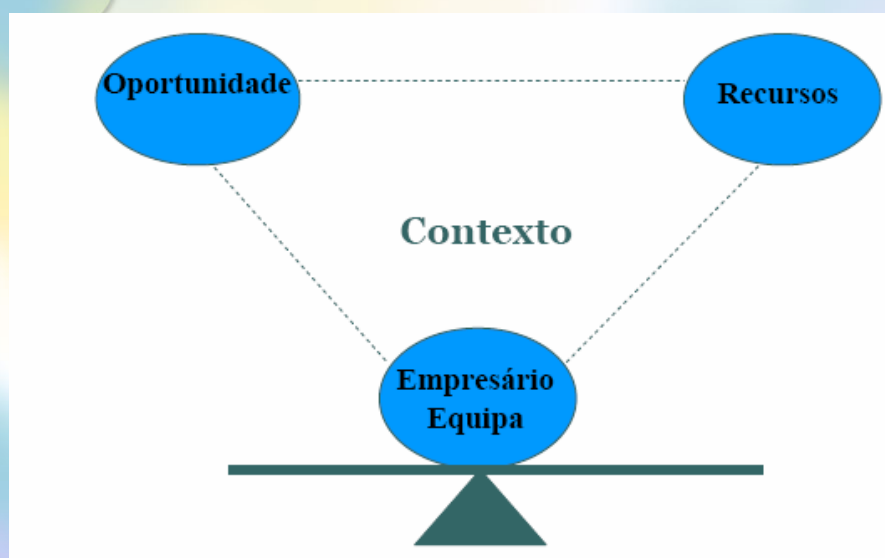 Oportunidade
Recursos
Contexto
Empresário
Equipa